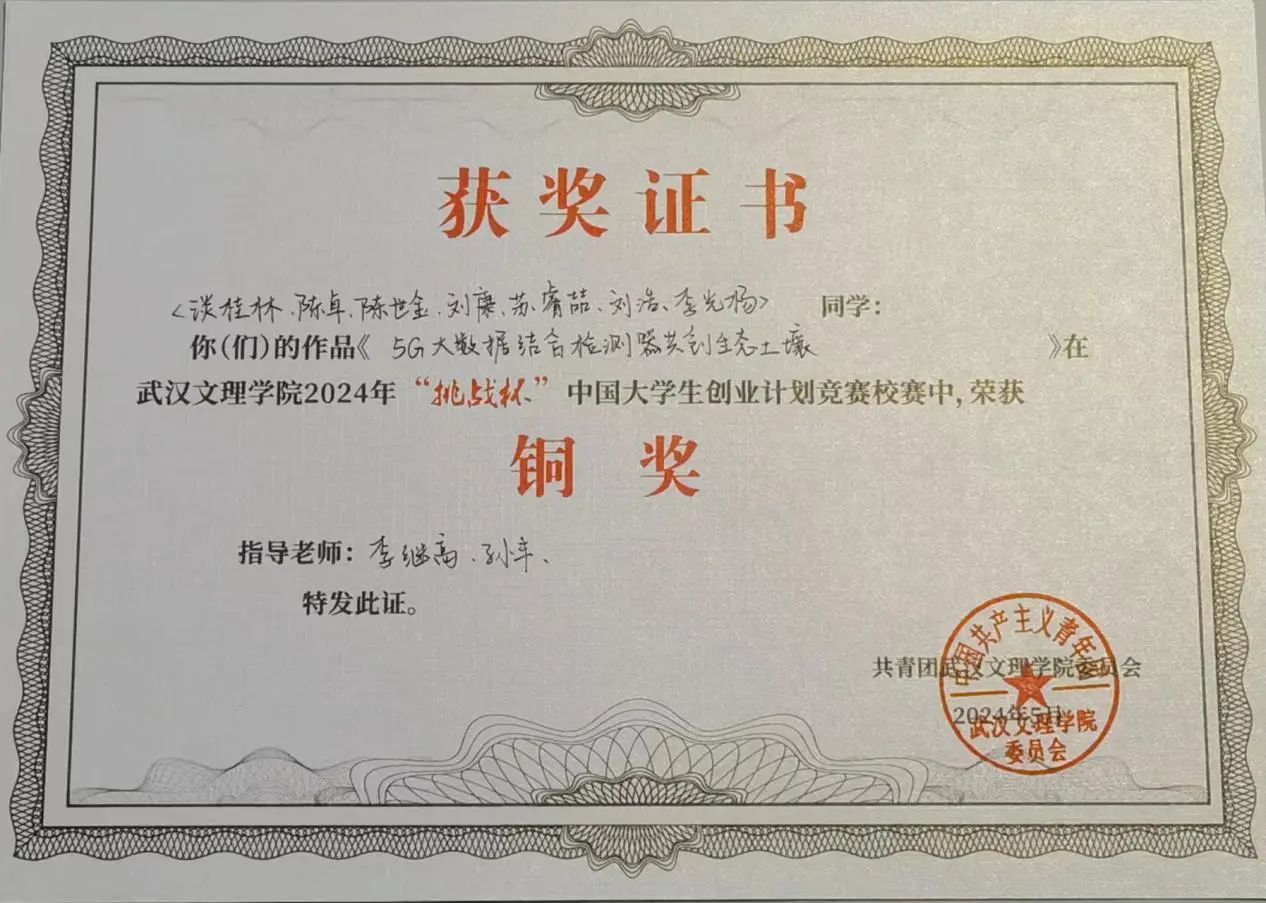 获奖证书
<谈桂林、陈卓、陈世金、刘康、苏睿喆、刘浩、李光杨> 同学：
你(们)的作品《 5G大数据结合检测器共创生态土壤 》在
武汉文理学院2024年“挑战杯”中国大学生创业计划竞赛校赛中，荣获
铜 奖
指导老师：李继高、孙
特发此证。
共青团武汉文理学院委员会
2024年5月
中国共产主义青年团
武汉文理学院
委员会